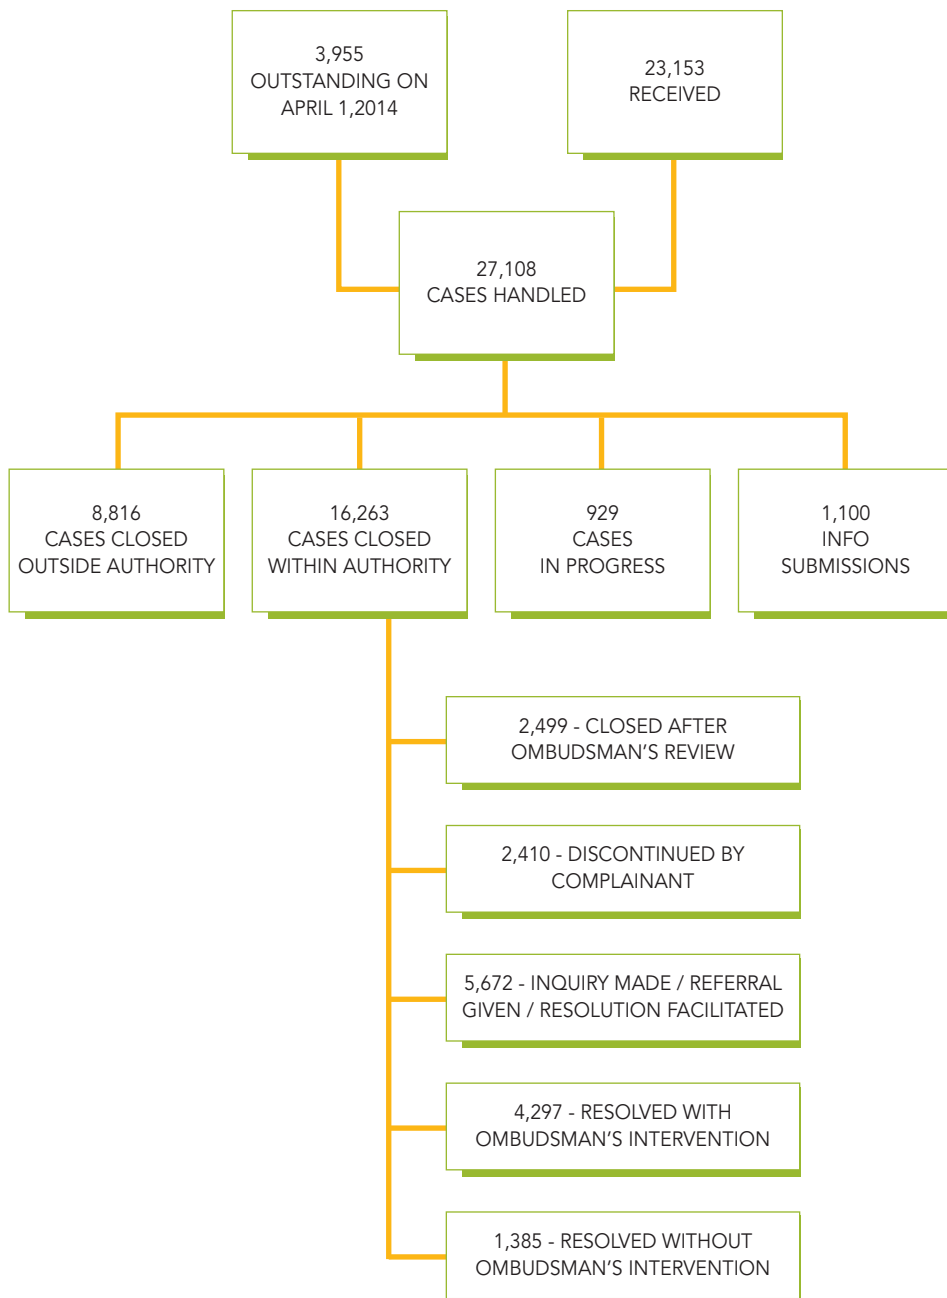 3,955
OUTSTANDING ON
APRIL 1,2014
23,153
RECEIVED
27,108
CASES HANDLED
8,816
CASES CLOSED
OUTSIDE AUTHORITY
16,263
CASES CLOSED
WITHIN AUTHORITY
929
CASES
IN PROGRESS
1,100
INFO
SUBMISSIONS
2,499 - CLOSED AFTER
OMBUDSMAN’S REVIEW
2,410 - DISCONTINUED BY
COMPLAINANT
5,672 - INQUIRY MADE / REFERRAL
GIVEN / RESOLUTION FACILITATED
4,297 - RESOLVED WITH
OMBUDSMAN’S INTERVENTION
1,385 - RESOLVED WITHOUT
OMBUDSMAN’S INTERVENTION